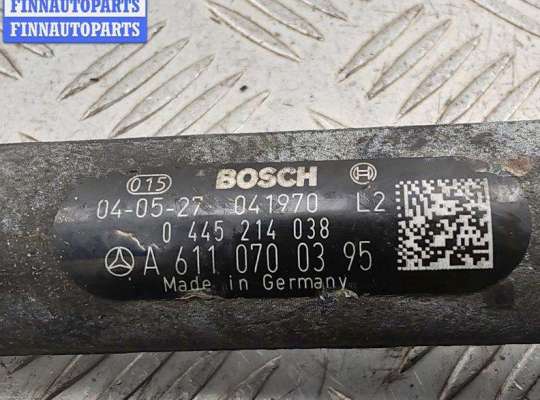 FINNAUTOPARTS
FINNAUTOPARTS
015 BOSCH
04-05-27 041970 L2
0 445 214 038
A 611 070 03 95
Made in Germany